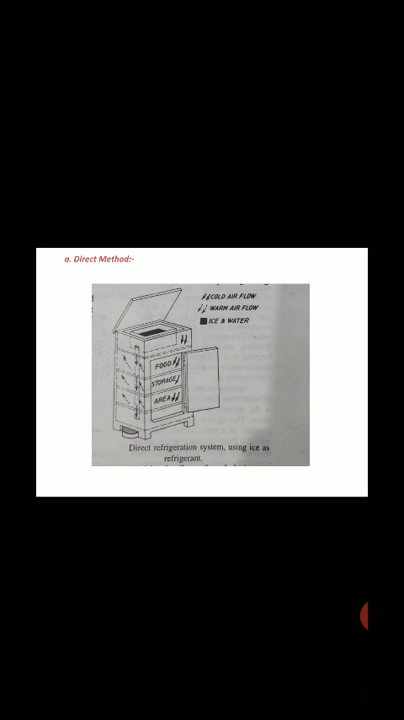 a. Direct Method:-
COLD AIR FLOW
WARM AIR FLOW
ICE & WATER
FOOD
STORAGE
AREA
Direct refrigeration system, using ice as
refrigerant.